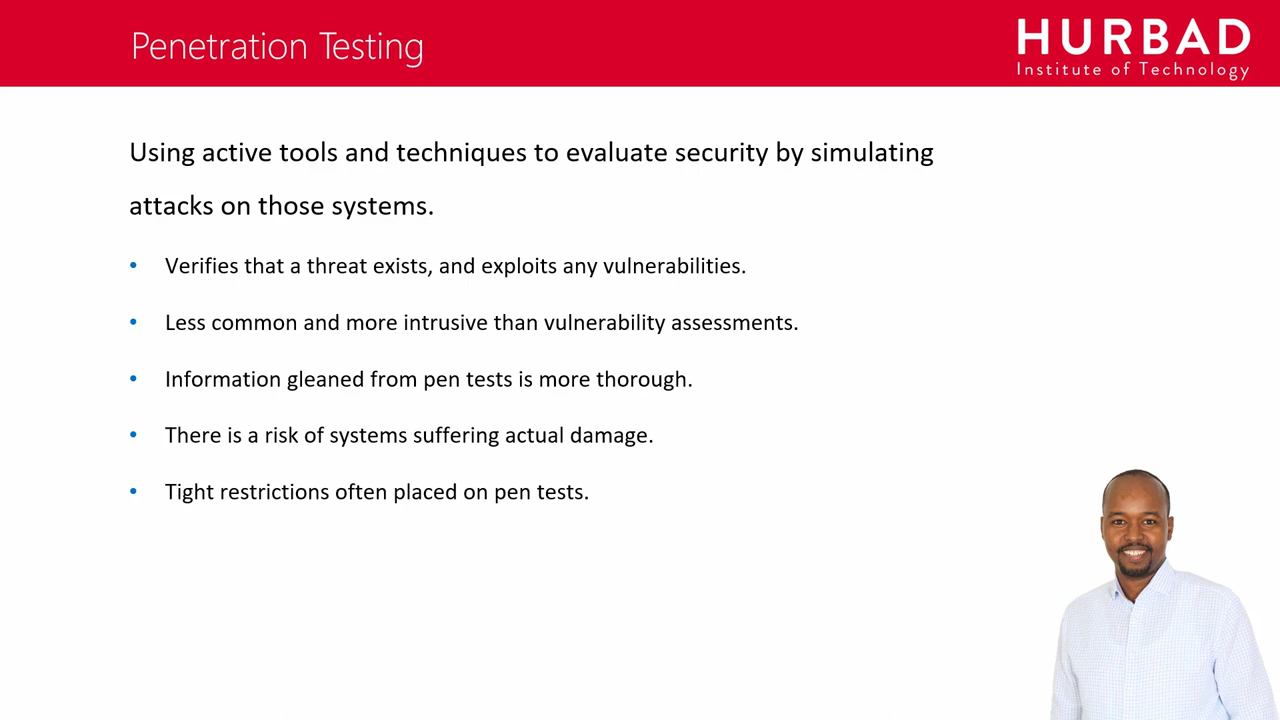 Penetration Testing
HURBAD
Institute of Technology
Using active tools and techniques to evaluate security by simulating
attacks on those systems.
• Verifies that a threat exists, and exploits any vulnerabilities.
• Less common and more intrusive than vulnerability assessments.
• Information gleaned from pen tests is more thorough.
• There is a risk of systems suffering actual damage.
• Tight restrictions often placed on pen tests.